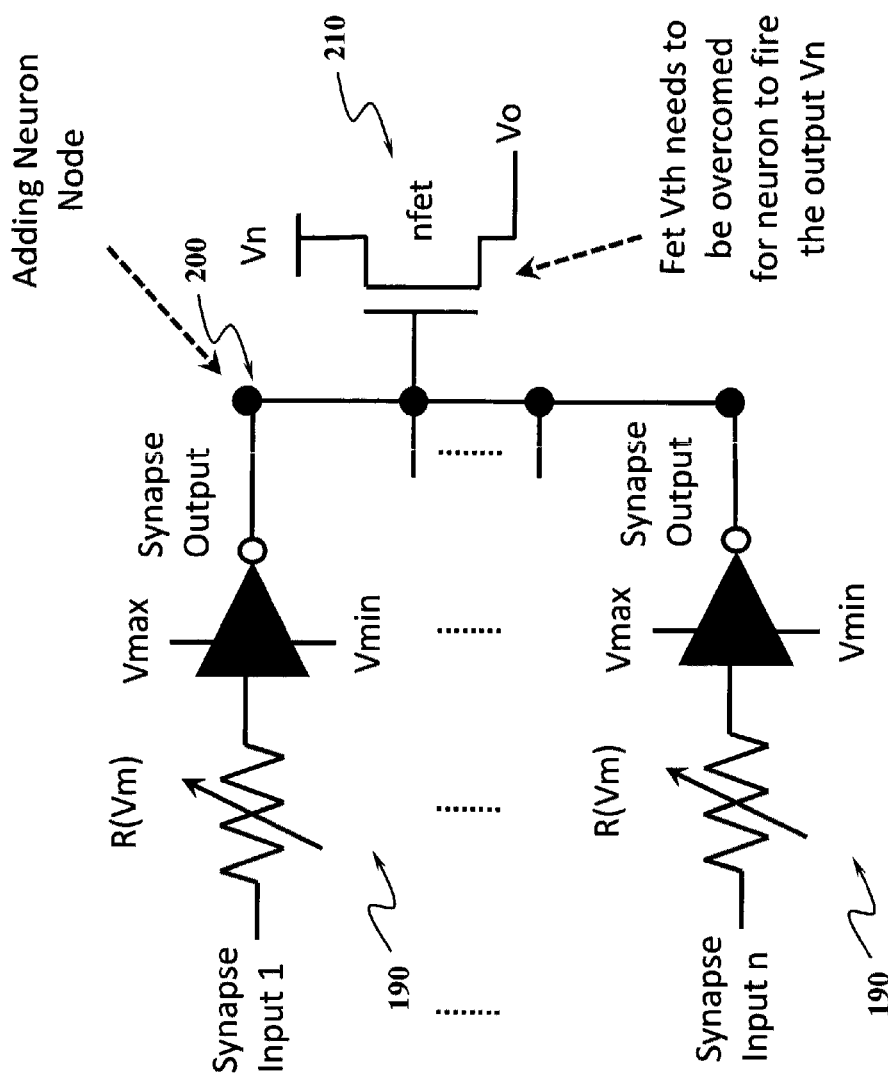 Adding Neuron
Node
200
Vn
210
nfet
Vo
Fet Vth needs to
be overcomed
for neuron to fire
the output Vn
Synapse
Output
Vmax
Vmin
R(Vm)
Synapse
Input 1
190
Synapse
Output
Vmax
Vmin
R(Vm)
Synapse
Input n
190